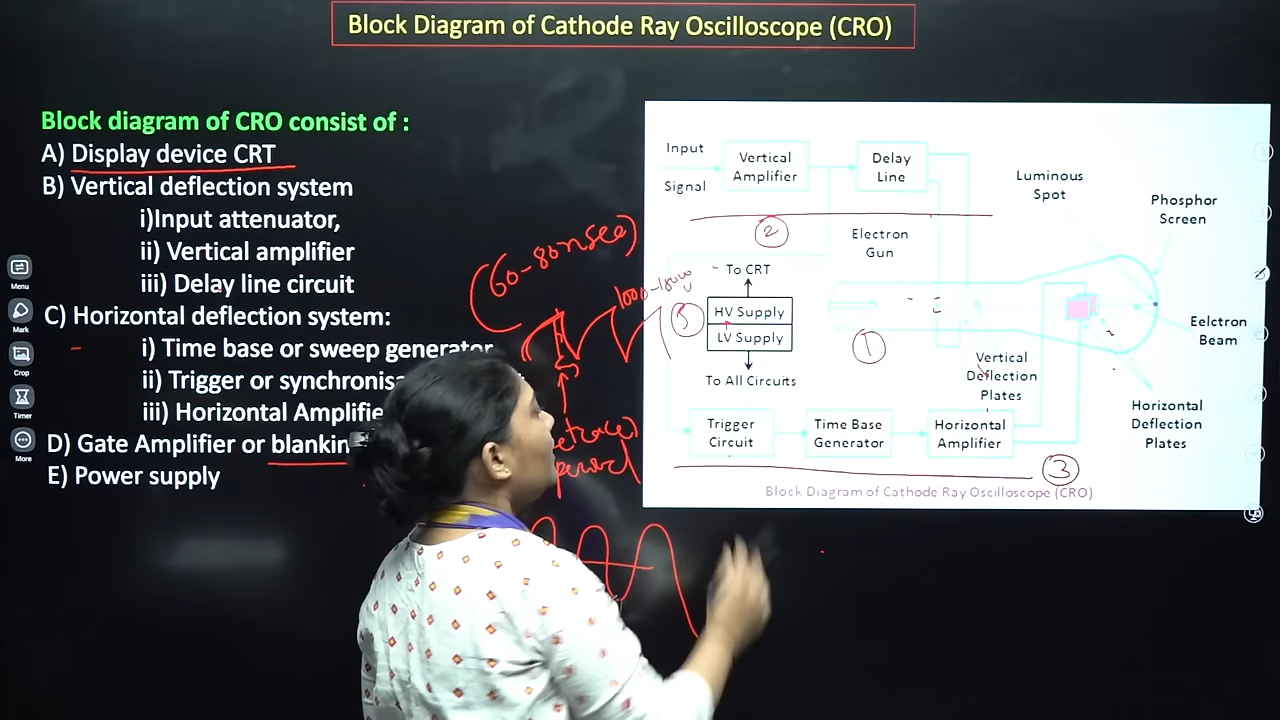 Block Diagram of Cathode Ray Oscilloscope (CRO)
Block diagram of CRO consist of :
A) Display device CRT
B) Vertical deflection system
i)Input attenuator,
ii) Vertical amplifier
iii) Delay line circuit
C) Horizontal deflection system:
i) Time base or sweep generator
ii) Trigger or synchronisa
iii) Horizontal Amplifie
D) Gate Amplifier or blankin
E) Power supply
Menu
Mark
Crop
Timer
More
(60-80nsec)
etrace)
period
Input
Signal
Vertical
Amplifier
Delay
Line
2
Electron
Gun
Luminous
Spot
Phosphor
Screen
To CRT
HV Supply
LV Supply
To All Circuits
5
1
Vertical
Deflection
Plates
Eelctron
Beam
Horizontal
Deflection
Plates
Trigger
Circuit
Time Base
Generator
Horizontal
Amplifier
3
Block Diagram of Cathode Ray Oscilloscope (CRO)